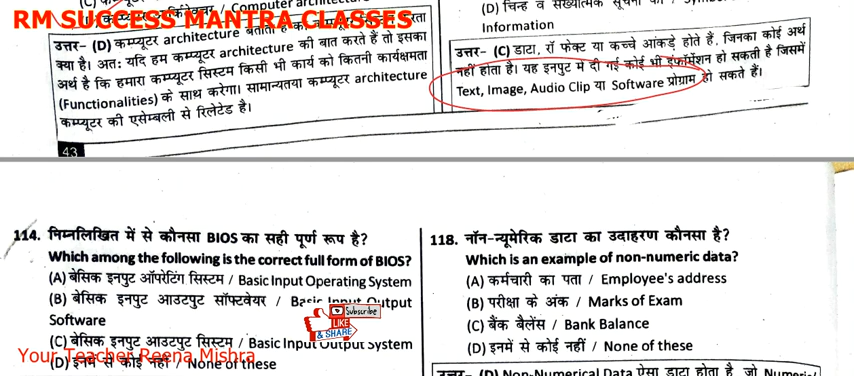 RM SUCCESS MANTRA CLASSES
उत्तर- (D) कम्प्यूटर architecture बताता है
क्या है। अतः यदि हम कम्प्यूटर architecture की बात करते हैं तो इसका
अर्थ है कि हमारा कम्प्यूटर सिस्टम किसी भी कार्य को कितनी कार्यक्षमता
(Functionalities) के साथ करेगा। सामान्यतया कम्प्यूटर architecture
कम्प्यूटर की एसेम्बली से रिलेटेड है।
43
(D) चिन्ह व संख्यात्मक सूचना
Information
उत्तर- (C) डाटा, रॉ फेक्ट या कच्चे आंकड़े होते हैं, जिनका कोई अर्थ
नहीं होता है। यह इनपुट में दी गई कोई भी इंफॉर्मेशन हो सकती है जिसमें
Text, Image, Audio Clip या Software प्रोग्राम हो सकते हैं।
114. निम्नलिखित में से कौनसा BIOS का सही पूर्ण रूप है?
Which among the following is the correct full form of BIOS?
(A) बेसिक इनपुट ऑपरेटिंग सिस्टम / Basic Input Operating System
(B) बेसिक इनपुट आउटपुट सॉफ्टवेयर / Basic Input Output
Software
(C) बेसिक इनपुट आउटपुट सिस्टम / Basic Input Output System
(D) इनमें से कोई नहीं / None of these
118. नॉन-न्यूमेरिक डाटा का उदाहरण कौनसा है?
Which is an example of non-numeric data?
(A) कर्मचारी का पता / Employee's address
(B) परीक्षा के अंक / Marks of Exam
(C) बैंक बैलेंस / Bank Balance
(D) इनमें से कोई नहीं / None of these
उत्तर- (D) Non-Numerical Data ऐसा डाटा होता है, जो
Subscribe
LIKE
& SHARE
Your Teacher Reena Mishra